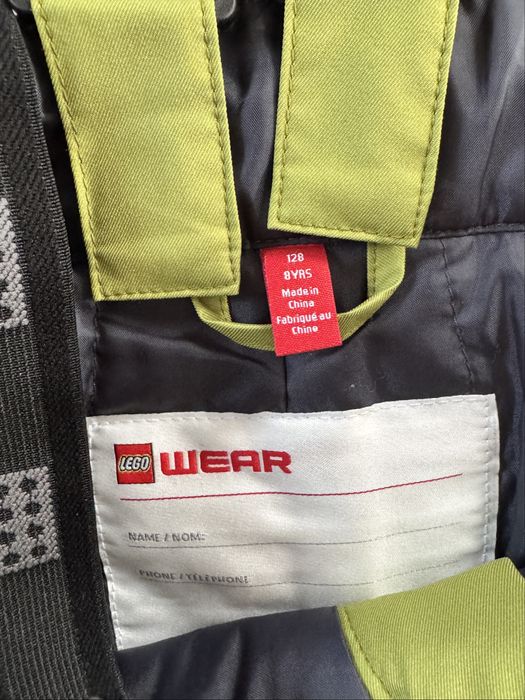 128
8YRS
Made in
China
Fabriqué au
Chine
LEGO WEAR
NAME / NOM:
PHONE / TÉLÉPHONE